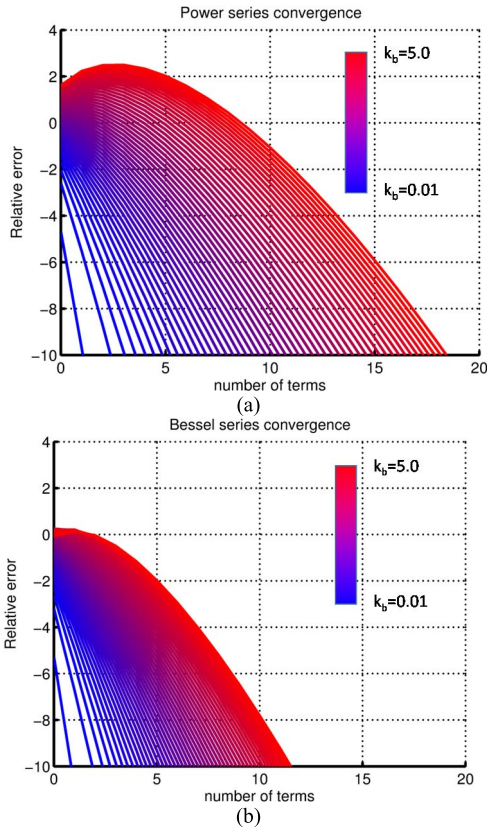 Power series convergence
4
2
0
−2
−4
−6
−8
−10
Relative error
k_b=5.0
k_b=0.01
0 5 10 15 20
number of terms
(a)
Bessel series convergence
4
2
0
−2
−4
−6
−8
−10
Relative error
k_b=5.0
k_b=0.01
0 5 10 15 20
number of terms
(b)